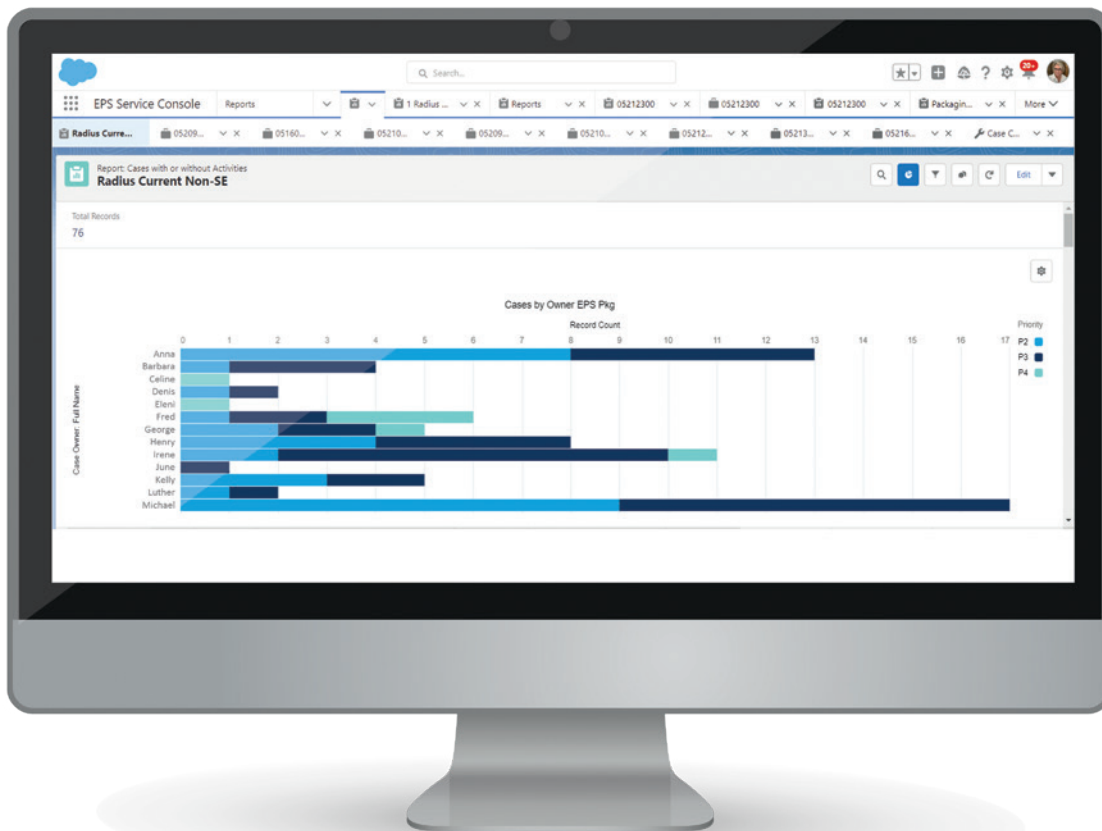 Search...
20+
EPS Service Console Reports 1 Radius ... Reports 05212300 05212300 05212300 Packagin... More
Radius Curre... 05209... 05160... 05210... 05209... 05210... 05212... 05213... 05216... Case C...
Report: Cases with or without Activities
Radius Current Non-SE
Edit
Total Records
76
Cases by Owner EPS Pkg
Record Count
Priority
0 1 2 3 4 5 6 7 8 9 10 11 12 13 14 15 16 17
P2
P3
P4
Case Owner: Full Name
Anna
Barbara
Celine
Denis
Eleni
Fred
George
Henry
Irene
June
Kelly
Luther
Michael